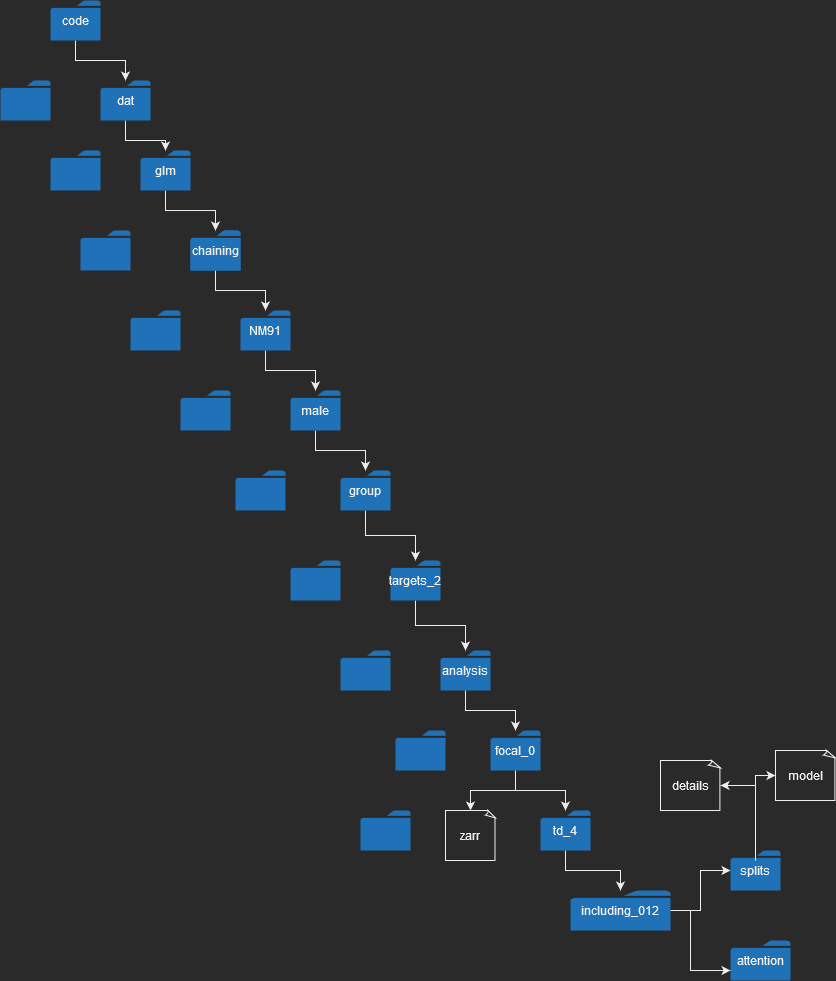 code
dat
glm
chaining
NM91
male
group
targets_2
analysis
focal_0
details
model
zarr
td_4
splits
including_012
attention